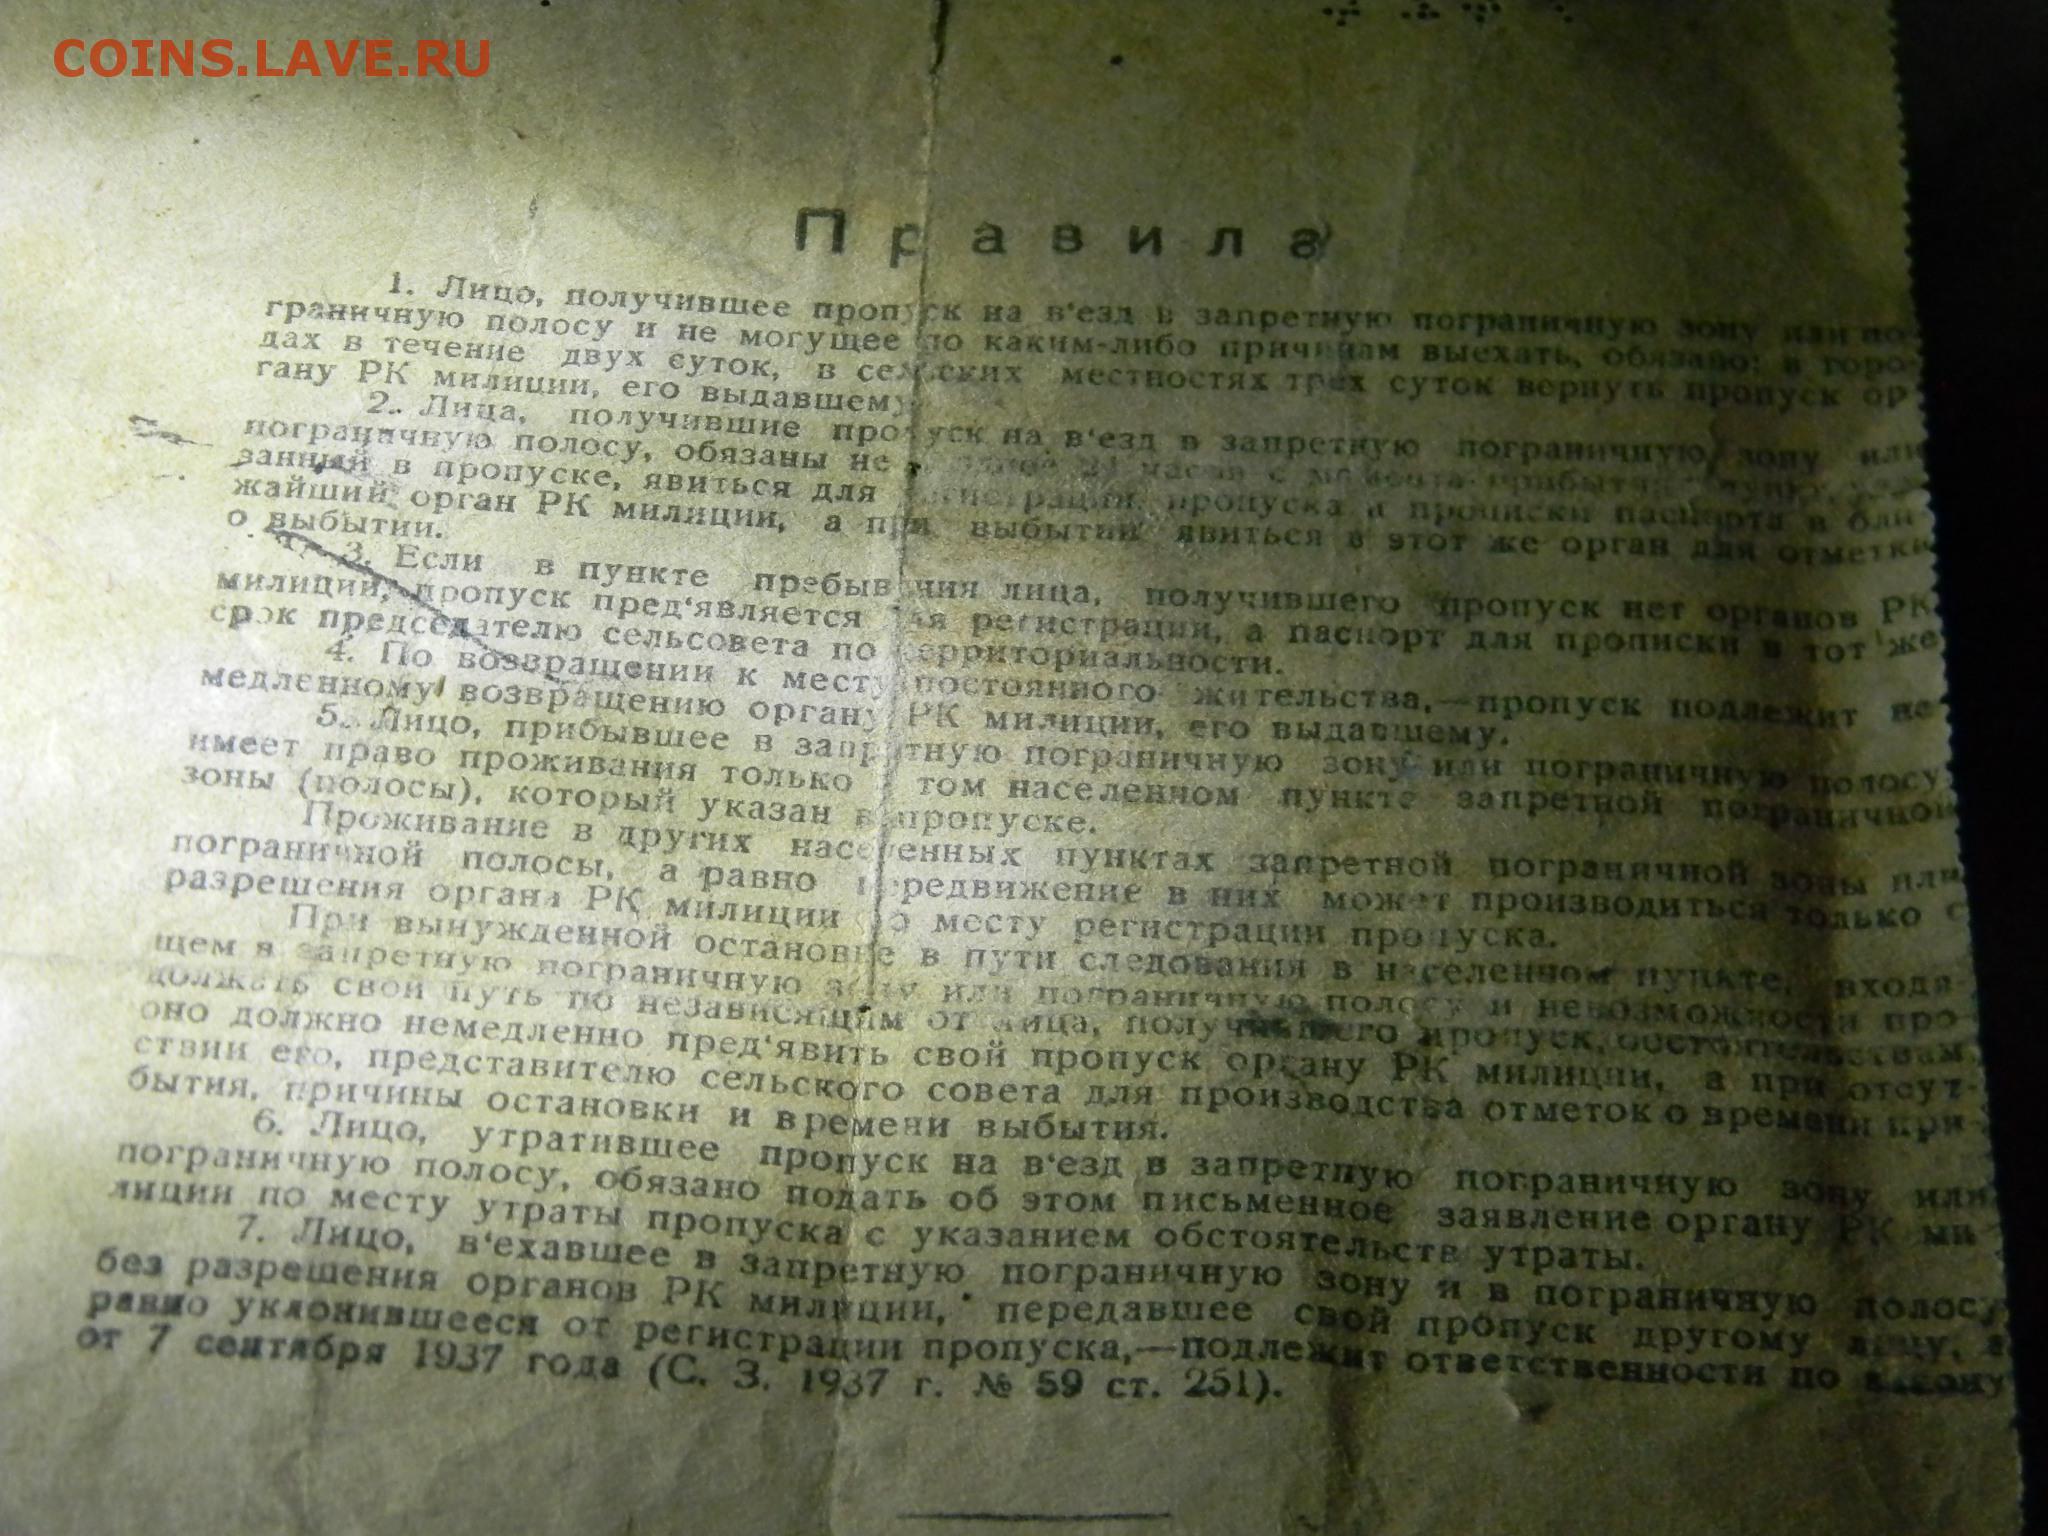 COINS.LAVE.RU
Правила
1. Лицо, получившее пропуск на в‘езд в запретную пограничную зону или по-
граничную полосу и не могущее по каким-либо причинам выехать, обязано: в горо-
дах в течение двух суток, в сельских местностях трех суток вернуть пропуск ор-
гану РК милиции, его выдавшему.
2. Лица, получившие пропуск на в‘езд в запретную пограничную зону или
пограничную полосу, обязаны не 24 часов с момента прибытия
занный в пропуске, явиться для регистрации пропуска и прописки паспорта в бли-
жайший орган РК милиции, а при выбытии явиться в этот же орган для отметки
о выбытии.
3. Если в пункте пребывания лица, получившего пропуск нет органов РК
милиции, пропуск пред‘является для регистрации, а паспорт для прописки в тот же
срок председателю сельсовета по территориальности.
4. По возвращении к месту постоянного жительства,—пропуск подлежит не-
медленному возвращению органу РК милиции, его выдавшему.
5. Лицо, прибывшее в запретную пограничную зону или пограничную полосу,
имеет право проживания только в том населенном пункте запретной пограничной
зоны (полосы), который указан в пропуске.
Проживание в других населенных пунктах запретной пограничной зоны или
пограничной полосы, а равно передвижение в них может производиться только с
разрешения органа РК милиции по месту регистрации пропуска.
При вынужденной остановке в пути следования в населенном пункте, входя-
щем в запретную пограничную зону или пограничную полосу и невозможности про-
должать свой путь по независящим от лица, получившего пропуск, обстоятельствам,
оно должно немедленно пред‘явить свой пропуск органу РК милиции, а при отсут-
ствии его, представителю сельского совета для производства отметок о времени при-
бытия, причины остановки и времени выбытия.
6. Лицо, утратившее пропуск на в‘езд в запретную пограничную зону или
пограничную полосу, обязано подать об этом письменное заявление органу РК ми-
лиции по месту утраты пропуска с указанием обстоятельств утраты.
7. Лицо, в‘ехавшее в запретную пограничную зону и в пограничную полосу
без разрешения органов РК милиции, передавшее свой пропуск другому лицу, а
равно уклонившееся от регистрации пропуска,—подлежит ответственности по закону
от 7 сентября 1937 года (С. З. 1937 г. № 59 ст. 251).